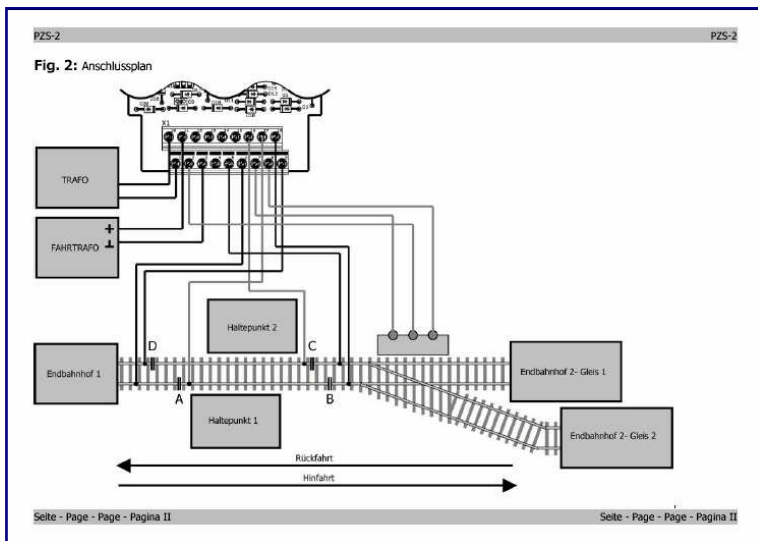 PZS-2 PZS-2
Fig. 2: Anschlussplan
X1
TRAFO
FAHRTRAFO
+
Haltepunkt 2
D
C
Endbahnhof 1
Endbahnhof 2- Gleis 1
A
B
Haltepunkt 1
Endbahnhof 2- Gleis 2
Rückfahrt
Hinfahrt
Seite - Page - Page - Pagina II Seite - Page - Page - Pagina II